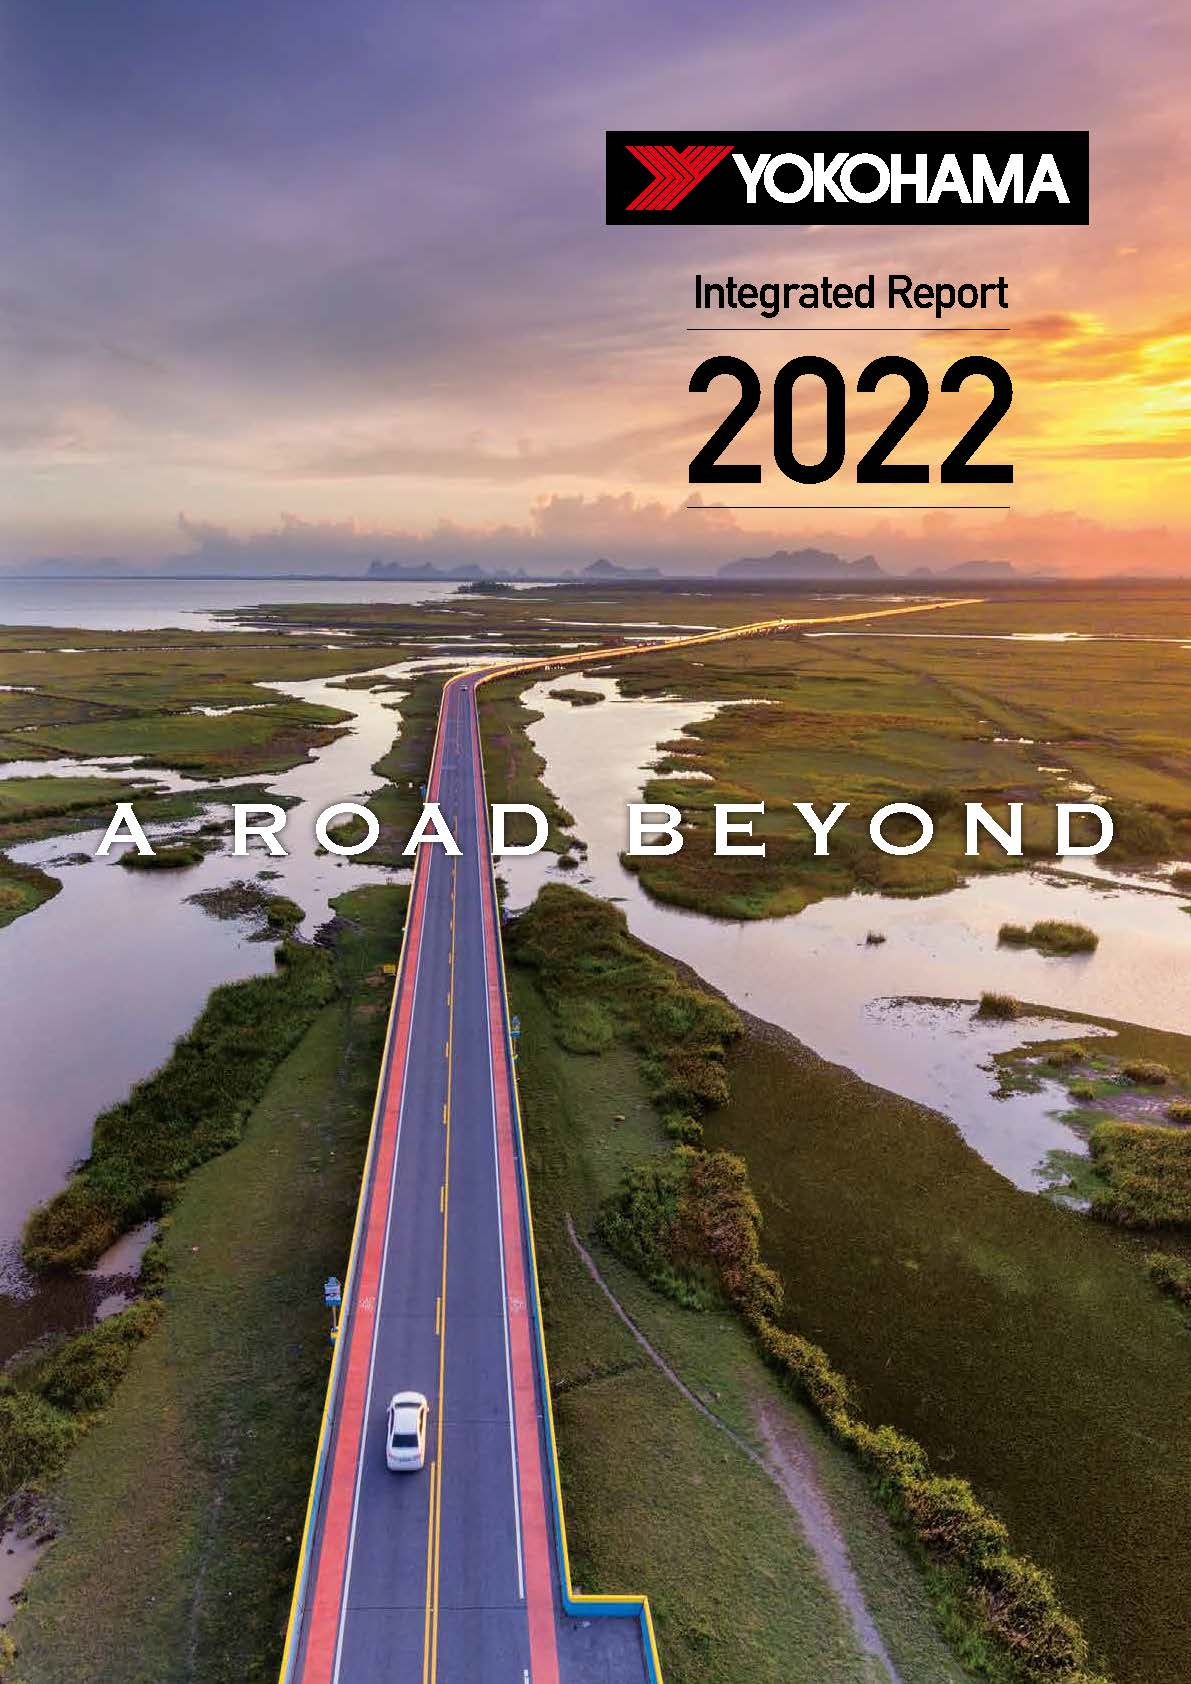 YOKOHAMA
Integrated Report
2022
A ROAD BEYOND